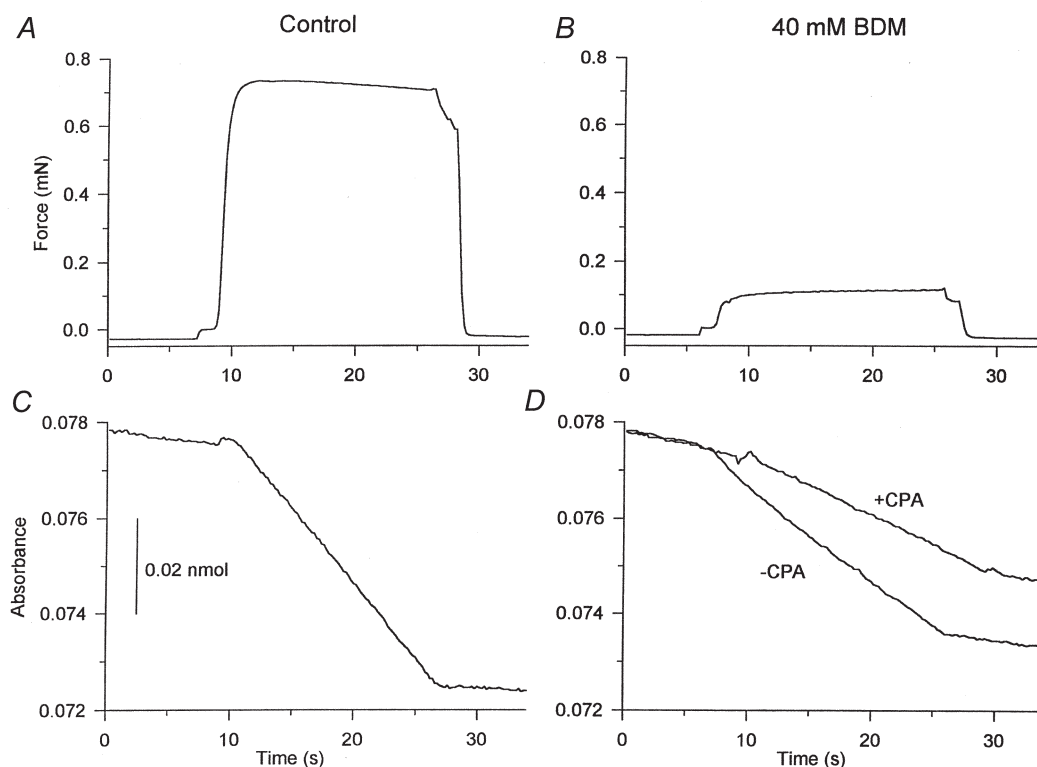 A
Control
B
40 mM BDM
0.8
0.6
0.4
0.2
0.0
Force (mN)
0 10 20 30
0.8
0.6
0.4
0.2
0.0
0 10 20 30
C
0.078
0.076
0.074
0.072
Absorbance
0.02 nmol
0 10 20 30
Time (s)
D
0.078
0.076
0.074
0.072
+CPA
-CPA
0 10 20 30
Time (s)